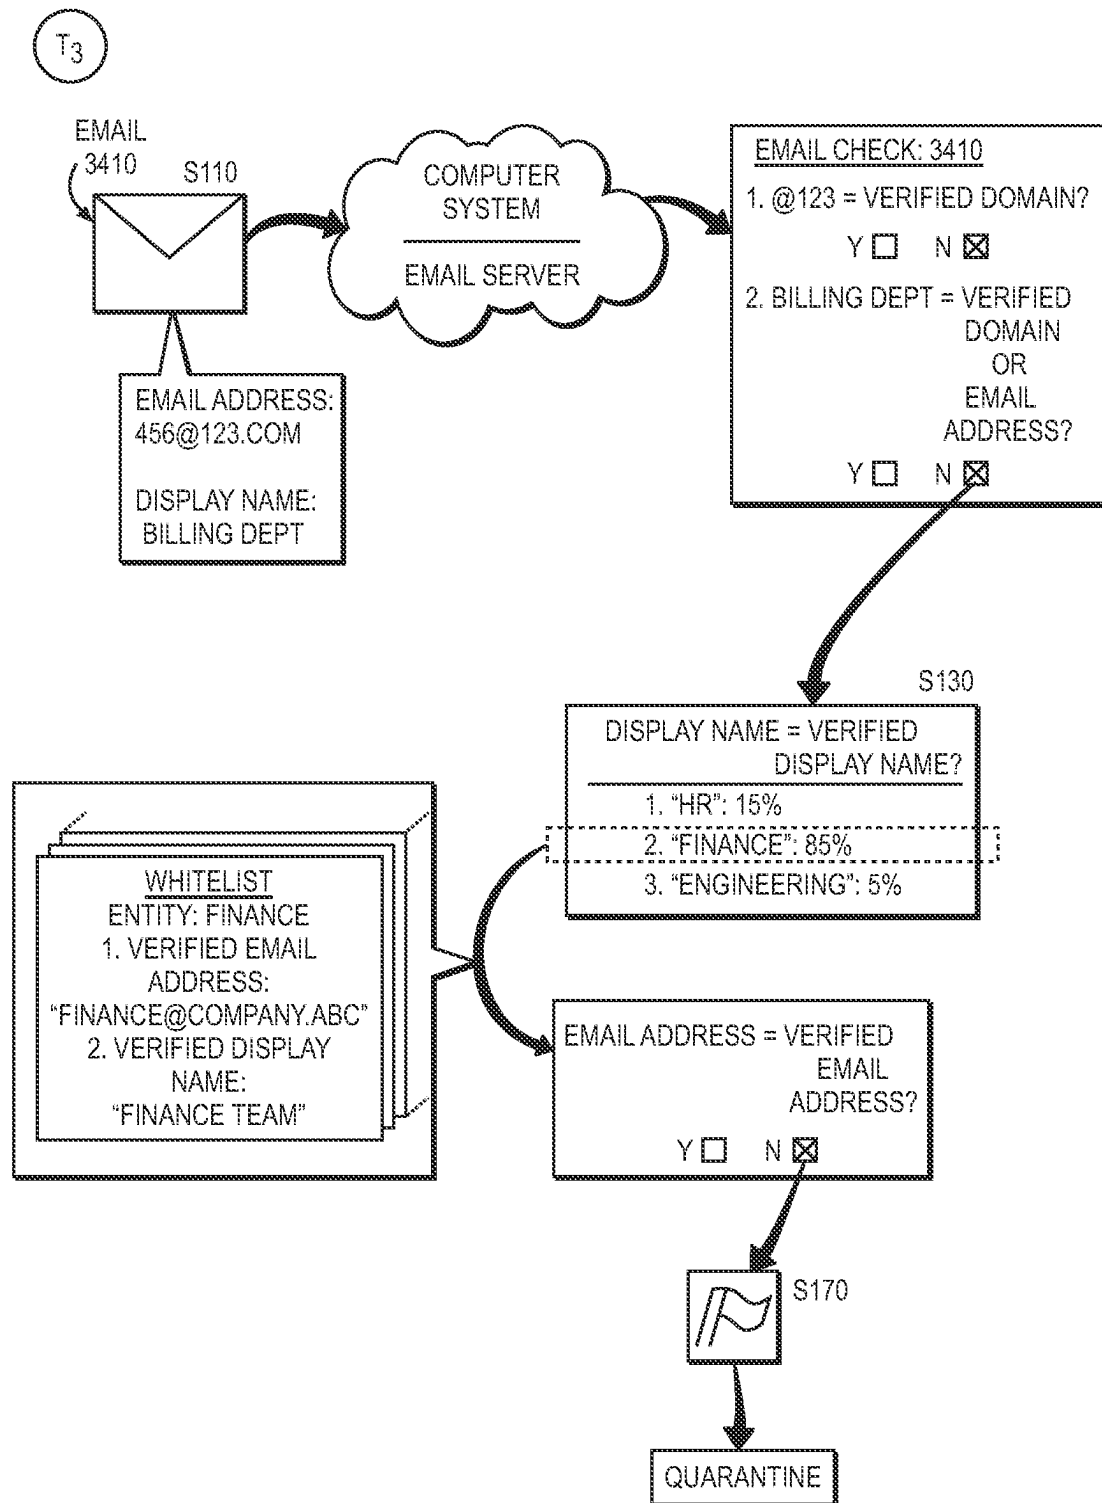 T3
EMAIL
3410
S110
COMPUTER
SYSTEM
EMAIL SERVER
EMAIL ADDRESS:
456@123.COM
DISPLAY NAME:
BILLING DEPT
EMAIL CHECK: 3410
1. @123 = VERIFIED DOMAIN?
Y N
2. BILLING DEPT = VERIFIED
DOMAIN
OR
EMAIL
ADDRESS?
Y N
S130
DISPLAY NAME = VERIFIED
DISPLAY NAME?
1. "HR": 15%
2. "FINANCE": 85%
3. "ENGINEERING": 5%
WHITELIST
ENTITY: FINANCE
1. VERIFIED EMAIL
ADDRESS:
"FINANCE@COMPANY.ABC"
2. VERIFIED DISPLAY
NAME:
"FINANCE TEAM"
EMAIL ADDRESS = VERIFIED
EMAIL
ADDRESS?
Y N
S170
QUARANTINE